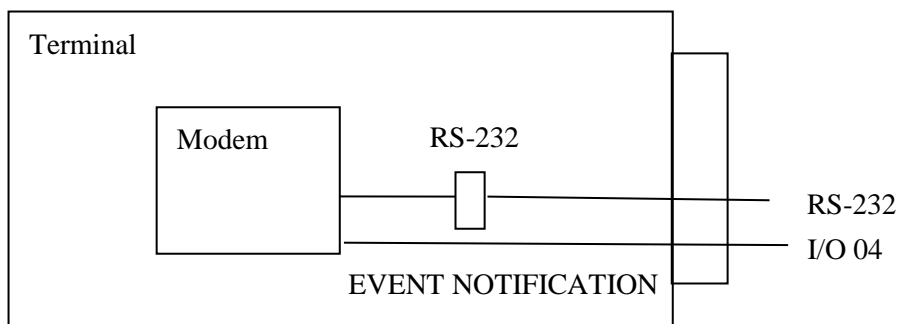 Terminal
Modem
RS-232
RS-232
I/O 04
EVENT NOTIFICATION